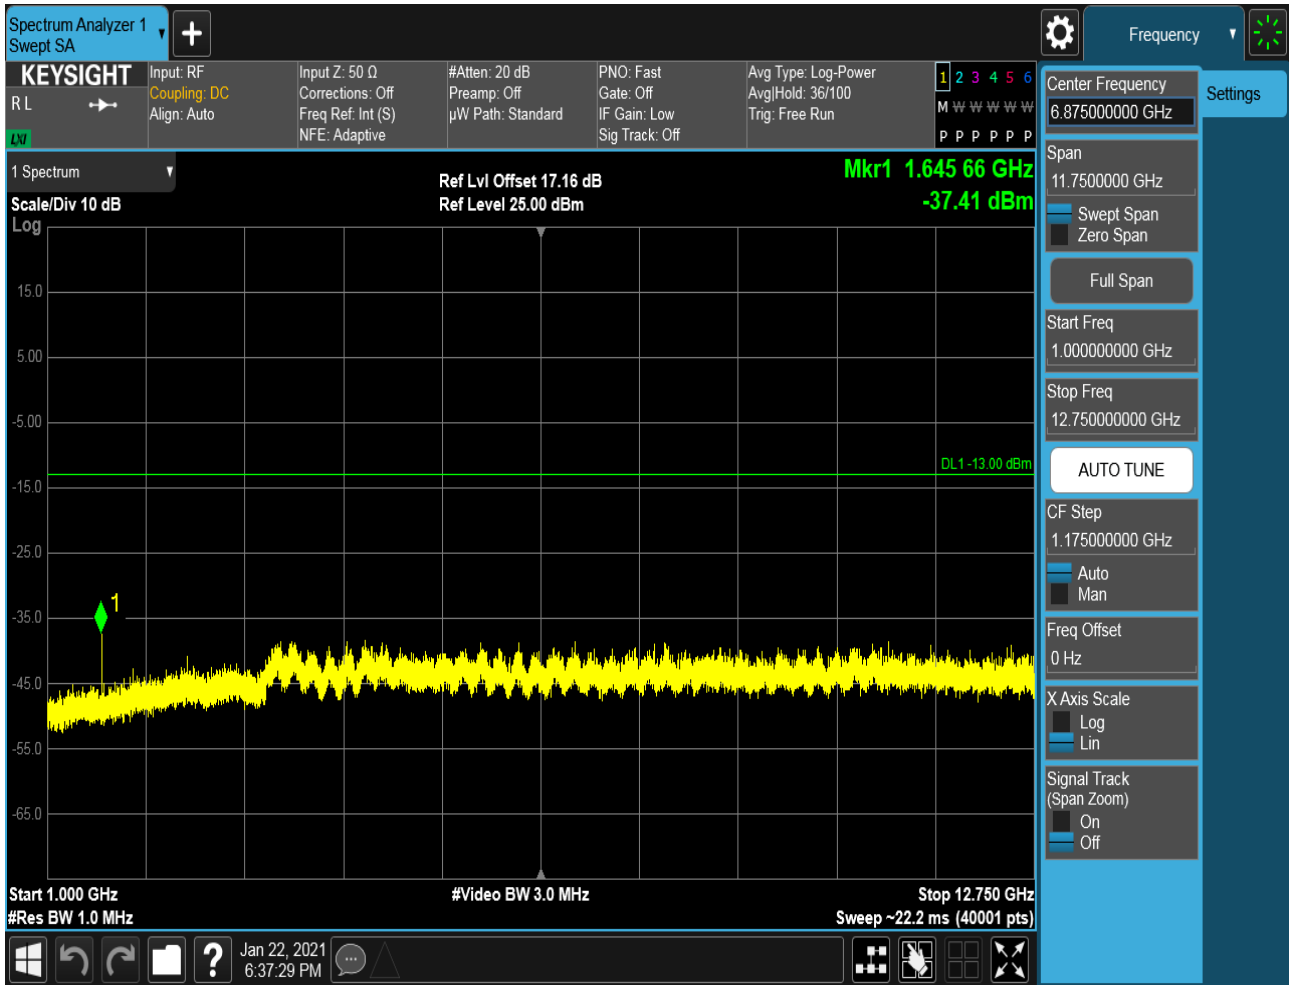 Spectrum Analyzer 1
Swept SA
+
Frequency
KEYSIGHT
R L
LXI
Input: RF
Coupling: DC
Align: Auto
Input Z: 50 Ω
Corrections: Off
Freq Ref: Int (S)
NFE: Adaptive
#Atten: 20 dB
Preamp: Off
µW Path: Standard
PNO: Fast
Gate: Off
IF Gain: Low
Sig Track: Off
Avg Type: Log-Power
Avg|Hold: 36/100
Trig: Free Run
1 2 3 4 5 6
M W W W W W
P P P P P P
1 Spectrum
Scale/Div 10 dB
Log
Ref Lvl Offset 17.16 dB
Ref Level 25.00 dBm
Mkr1 1.645 66 GHz
-37.41 dBm
15.0
5.00
-5.00
DL1 -13.00 dBm
-15.0
-25.0
1
-35.0
-45.0
-55.0
-65.0
Start 1.000 GHz
#Res BW 1.0 MHz
#Video BW 3.0 MHz
Stop 12.750 GHz
Sweep ~22.2 ms (40001 pts)
Center Frequency
6.875000000 GHz
Settings
Span
11.7500000 GHz
Swept Span
Zero Span
Full Span
Start Freq
1.000000000 GHz
Stop Freq
12.750000000 GHz
AUTO TUNE
CF Step
1.175000000 GHz
Auto
Man
Freq Offset
0 Hz
X Axis Scale
Log
Lin
Signal Track
(Span Zoom)
On
Off
?
Jan 22, 2021
6:37:29 PM